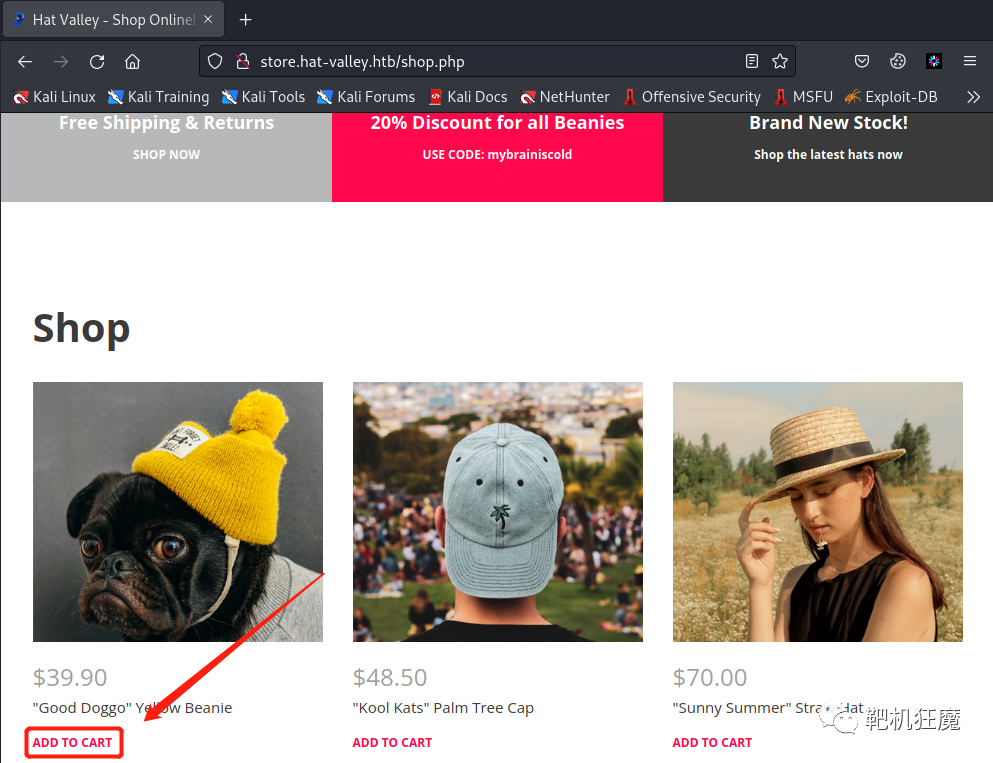 Hat Valley - Shop Online!
store.hat-valley.htb/shop.php
Kali Linux Kali Training Kali Tools Kali Forums Kali Docs NetHunter Offensive Security MSFU Exploit-DB
Free Shipping & Returns
SHOP NOW
20% Discount for all Beanies
USE CODE: mybrainiscold
Brand New Stock!
Shop the latest hats now
Shop
$39.90
"Good Doggo" Yellow Beanie
ADD TO CART
$48.50
"Kool Kats" Palm Tree Cap
ADD TO CART
$70.00
"Sunny Summer" Straw Hat
ADD TO CART
靶机狂魔